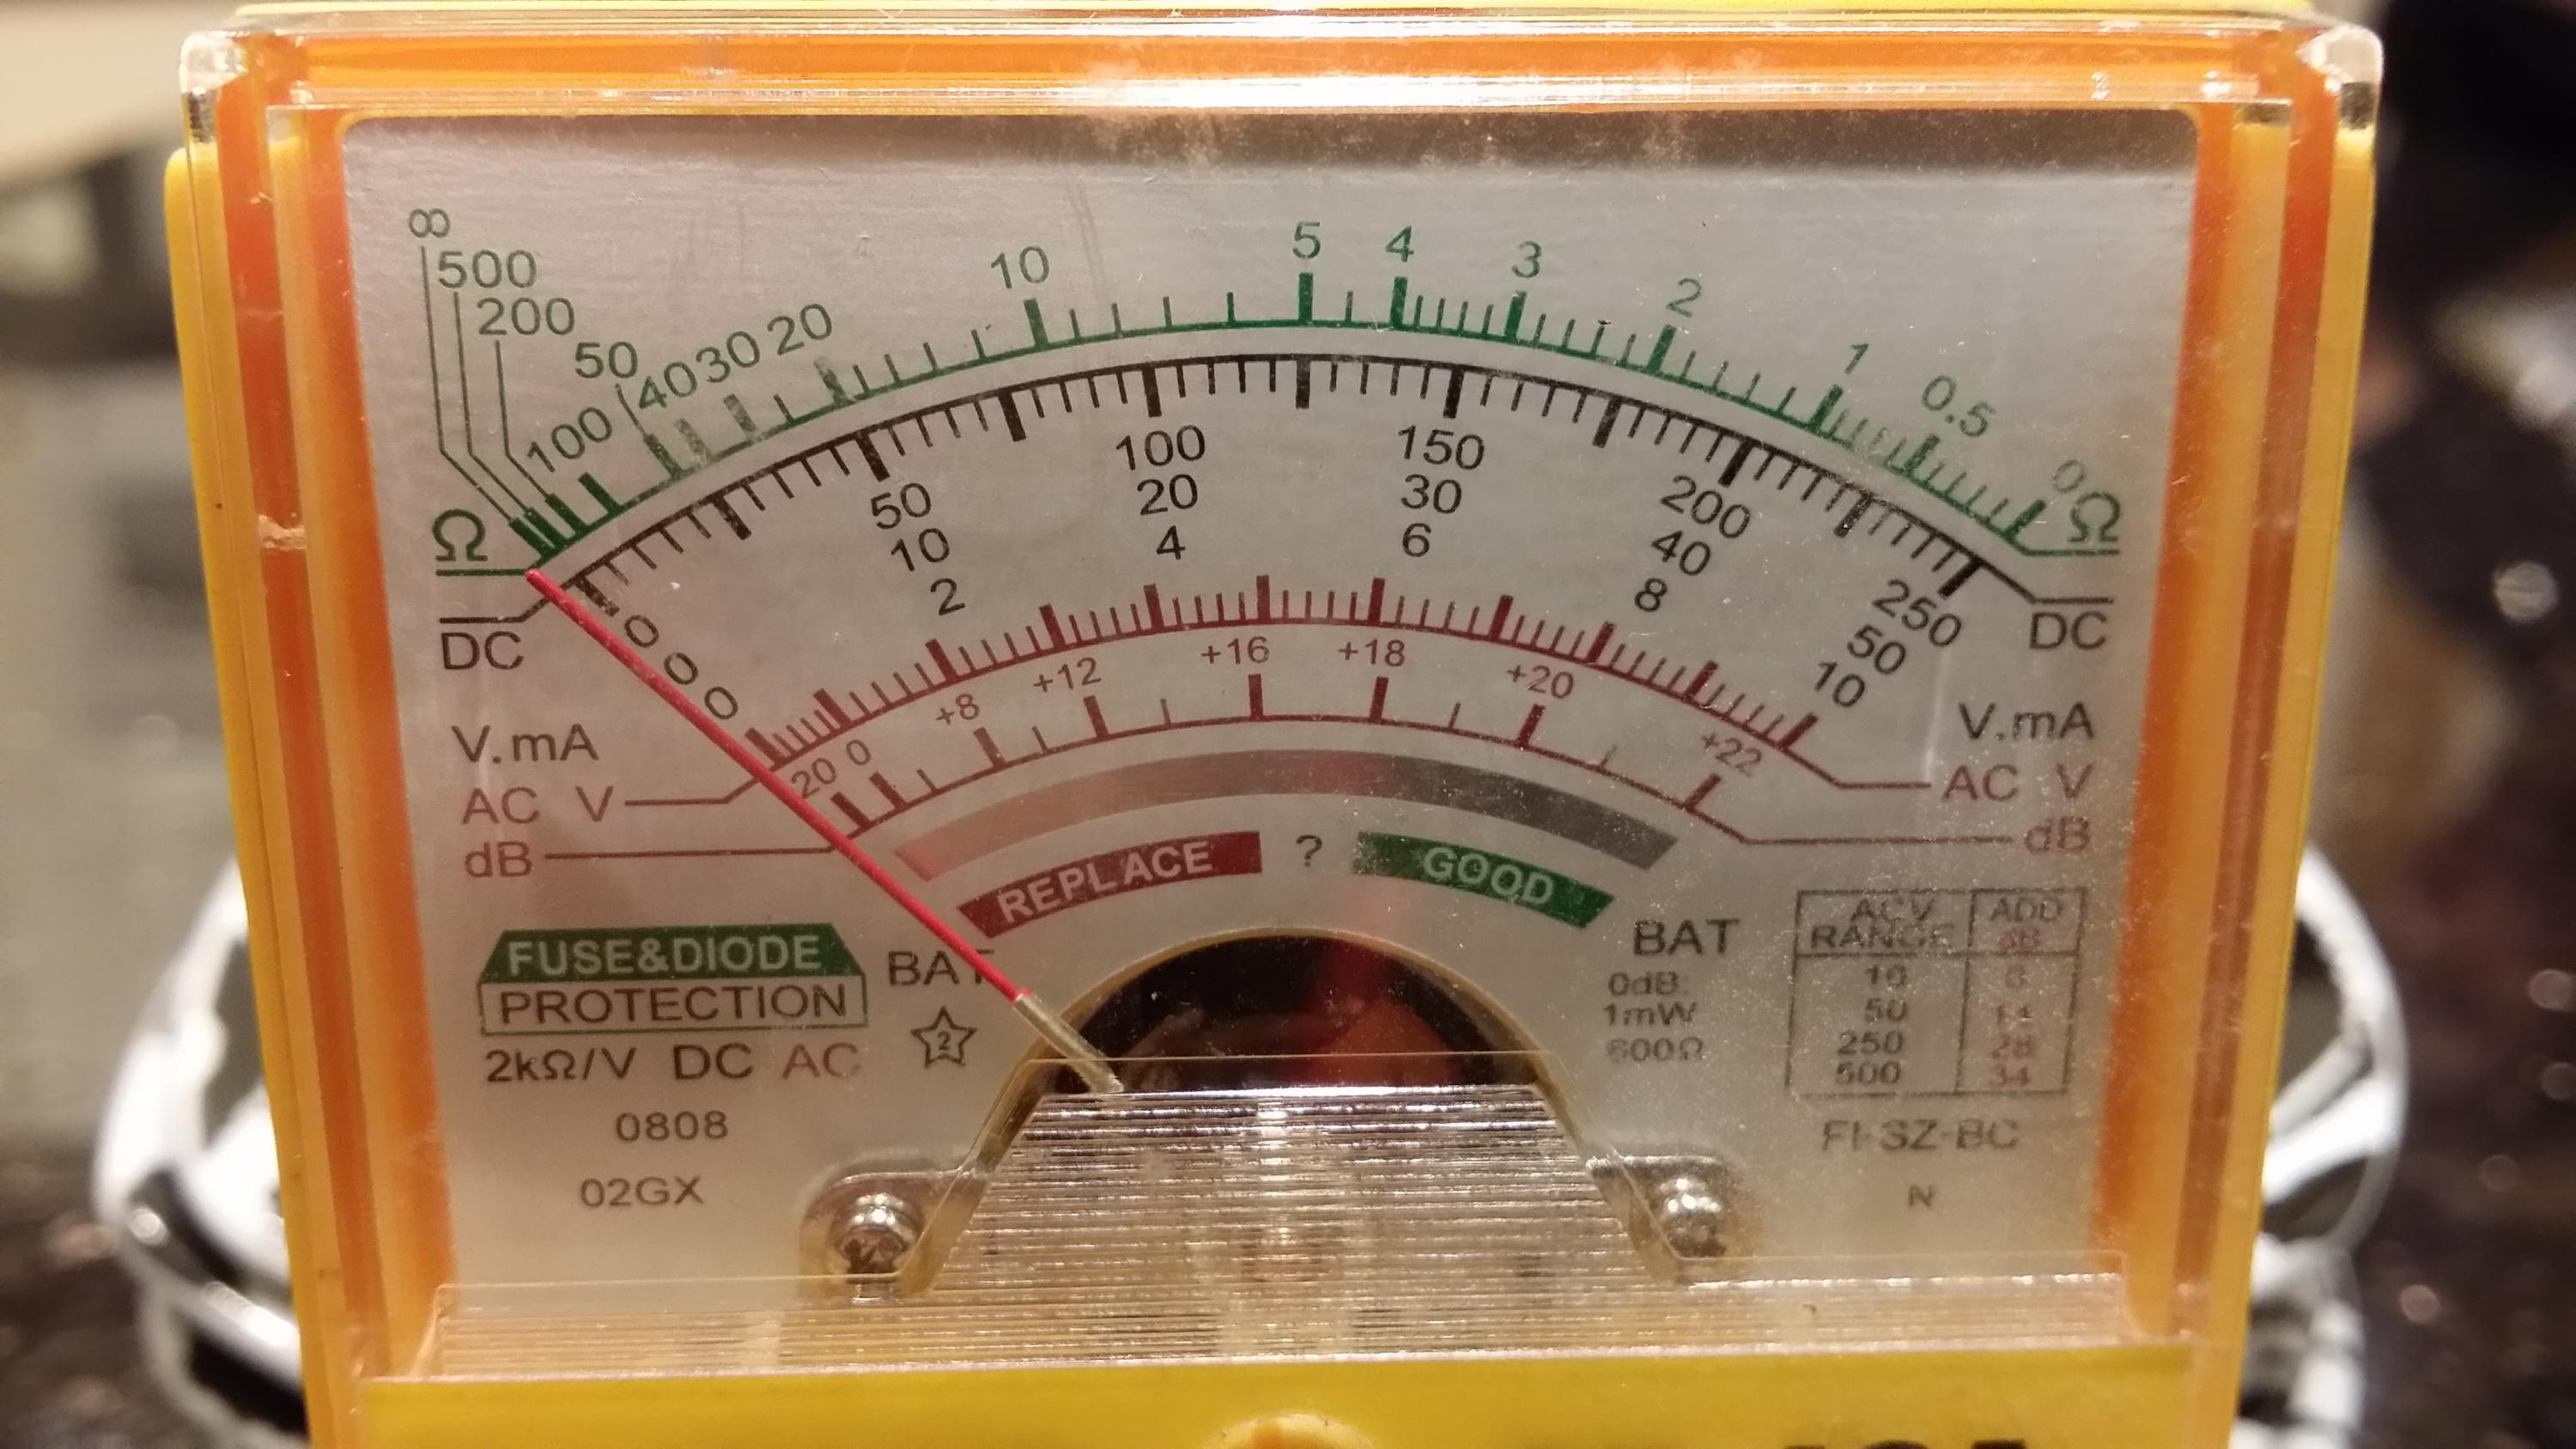 ∞
500
200
50
40 30 20
100
10
5
4
3
2
1
0.5
0
Ω
Ω
0 50 100 150 200 250
0 10 20 30 40 50
0 2 4 6 8 10
DC
DC
V.mA
V.mA
AC V
AC V
20 0 +8 +12 +16 +18 +20 +22
dB
dB
REPLACE ? GOOD
BAT
BAT
FUSE&DIODE
PROTECTION
2
2kΩ/V DC AC
0808
02GX
0dB:
1mW
600Ω
ACV RANGE ADD dB
10
50 14
250 28
500 34
FI-SZ-BC
N